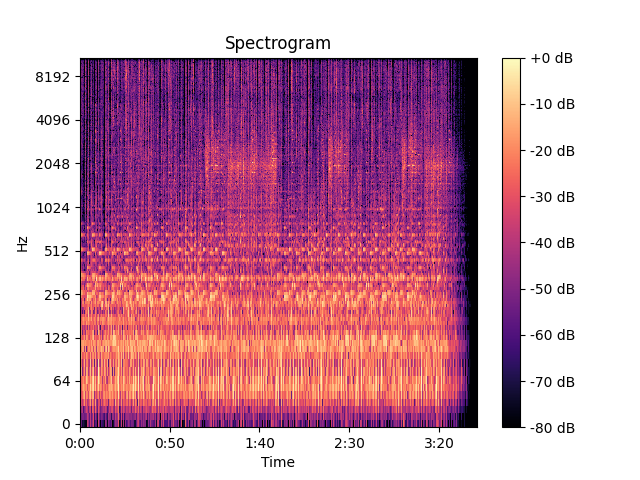 Spectrogram
Hz
8192
4096
2048
1024
512
256
128
64
0
0:00 0:50 1:40 2:30 3:20
Time
+0 dB
-10 dB
-20 dB
-30 dB
-40 dB
-50 dB
-60 dB
-70 dB
-80 dB